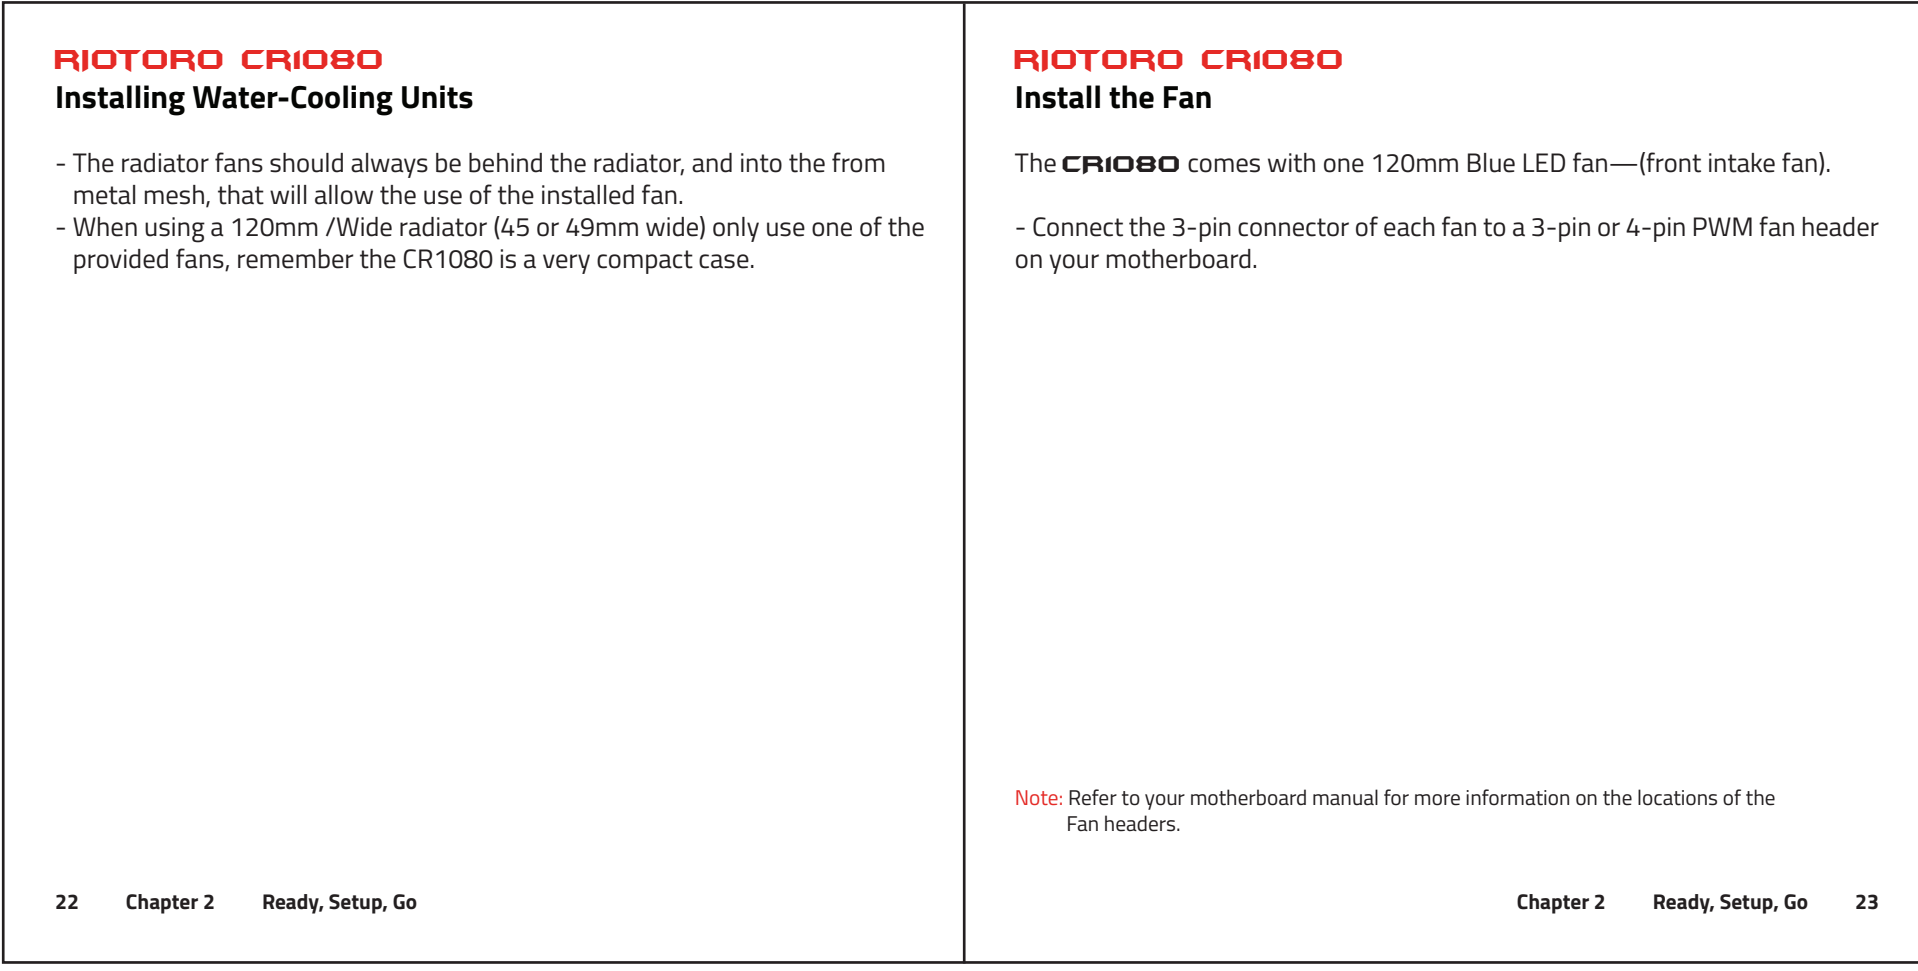 RIOTORO CR1080
Installing Water-Cooling Units
- The radiator fans should always be behind the radiator, and into the from
metal mesh, that will allow the use of the installed fan.
- When using a 120mm /Wide radiator (45 or 49mm wide) only use one of the
provided fans, remember the CR1080 is a very compact case.
22 Chapter 2 Ready, Setup, Go
RIOTORO CR1080
Install the Fan
The CR1080 comes with one 120mm Blue LED fan—(front intake fan).
- Connect the 3-pin connector of each fan to a 3-pin or 4-pin PWM fan header
on your motherboard.
Note: Refer to your motherboard manual for more information on the locations of the
Fan headers.
Chapter 2 Ready, Setup, Go 23